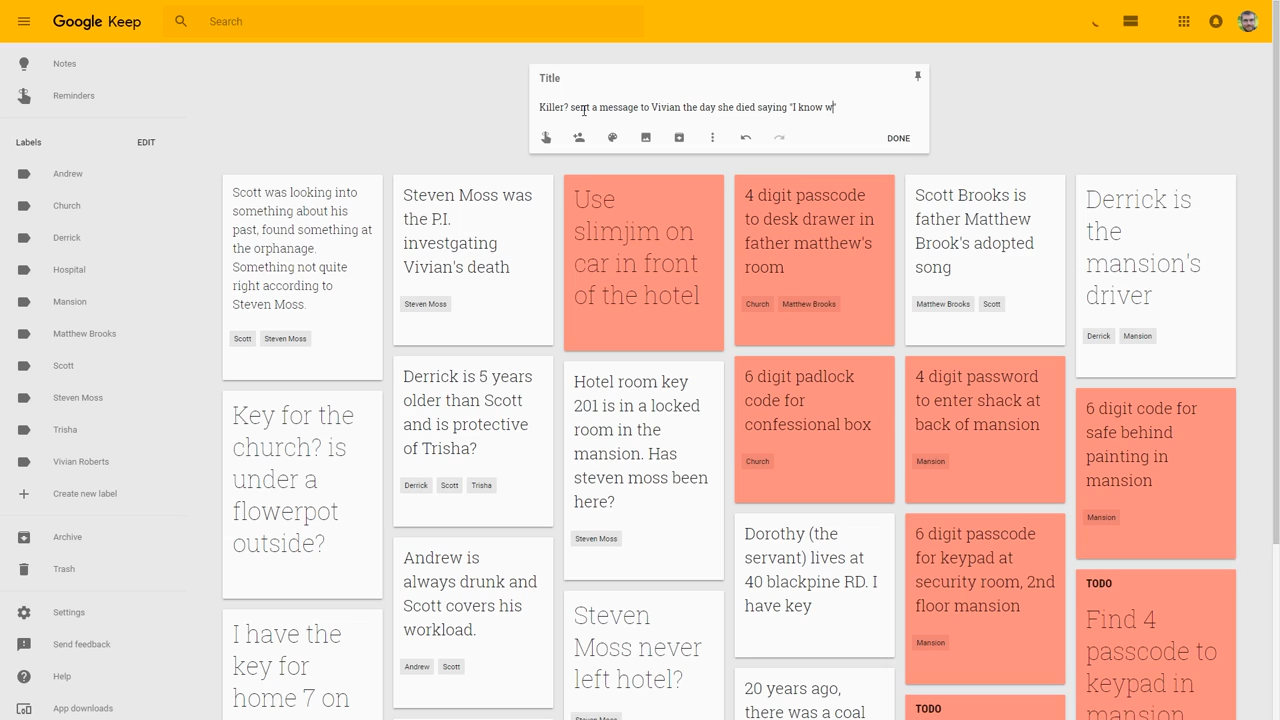 Google Keep
Search
Notes
Reminders
Labels
EDIT
Andrew
Church
Derrick
Hospital
Mansion
Matthew Brooks
Scott
Steven Moss
Trisha
Vivian Roberts
Create new label
Archive
Trash
Settings
Send feedback
Help
App downloads
Title
Killer? sent a message to Vivian the day she died saying "I know w"
DONE
Scott was looking into
something about his
past, found something at
the orphanage.
Something not quite
right according to
Steven Moss.
Scott
Steven Moss
Key for the
church? is
under a
flowerpot
outside?
I have the
key for
home 7 on
Steven Moss was
the P.I.
investgating
Vivian's death
Steven Moss
Derrick is 5 years
older than Scott
and is protective
of Trisha?
Derrick
Scott
Trisha
Andrew is
always drunk and
Scott covers his
workload.
Andrew
Scott
Use
slimjim on
car in front
of the hotel
Hotel room key
201 is in a locked
room in the
mansion. Has
steven moss been
here?
Steven Moss
Steven
Moss never
left hotel?
Steven Moss
4 digit passcode
to desk drawer in
father matthew's
room
Church
Matthew Brooks
6 digit padlock
code for
confessional box
Church
Dorothy (the
servant) lives at
40 blackpine RD. I
have key
20 years ago,
there was a coal
Scott Brooks is
father Matthew
Brook's adopted
song
Matthew Brooks
Scott
4 digit password
to enter shack at
back of mansion
Mansion
6 digit passcode
for keypad at
security room, 2nd
floor mansion
Mansion
TODO
Derrick is
the
mansion's
driver
Derrick
Mansion
6 digit code for
safe behind
painting in
mansion
Mansion
TODO
Find 4
passcode to
keypad in
mansion